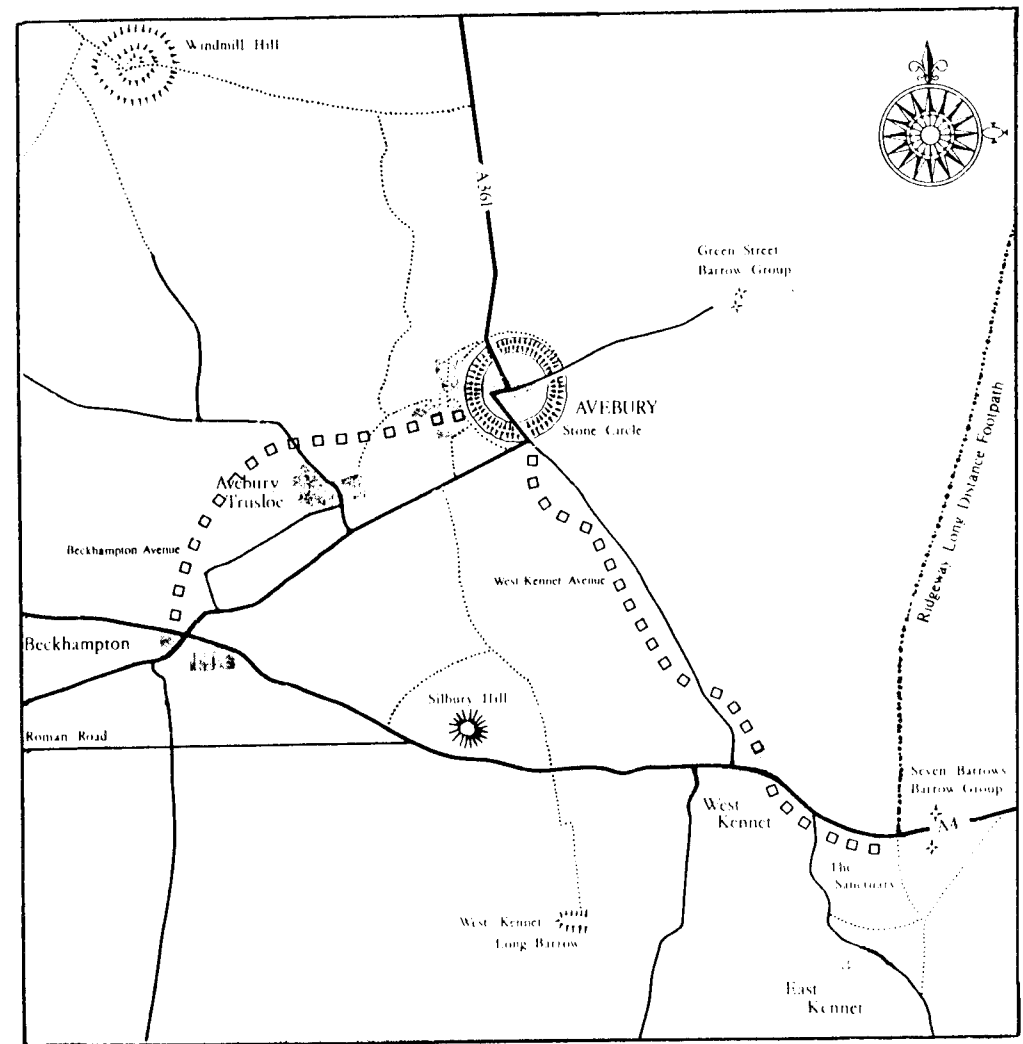 Windmill Hill
A361
Green Street
Barrow Group
AVEBURY
Stone Circle
Ridgeway Long Distance Footpath
Avebury
Trusloe
Beckhampton Avenue
West Kennet Avenue
Beckhampton
Silbury Hill
Roman Road
Seven Barrows
Barrow Group
A4
West
Kennet
The
Sanctuary
West Kennet
Long Barrow
East
Kennet